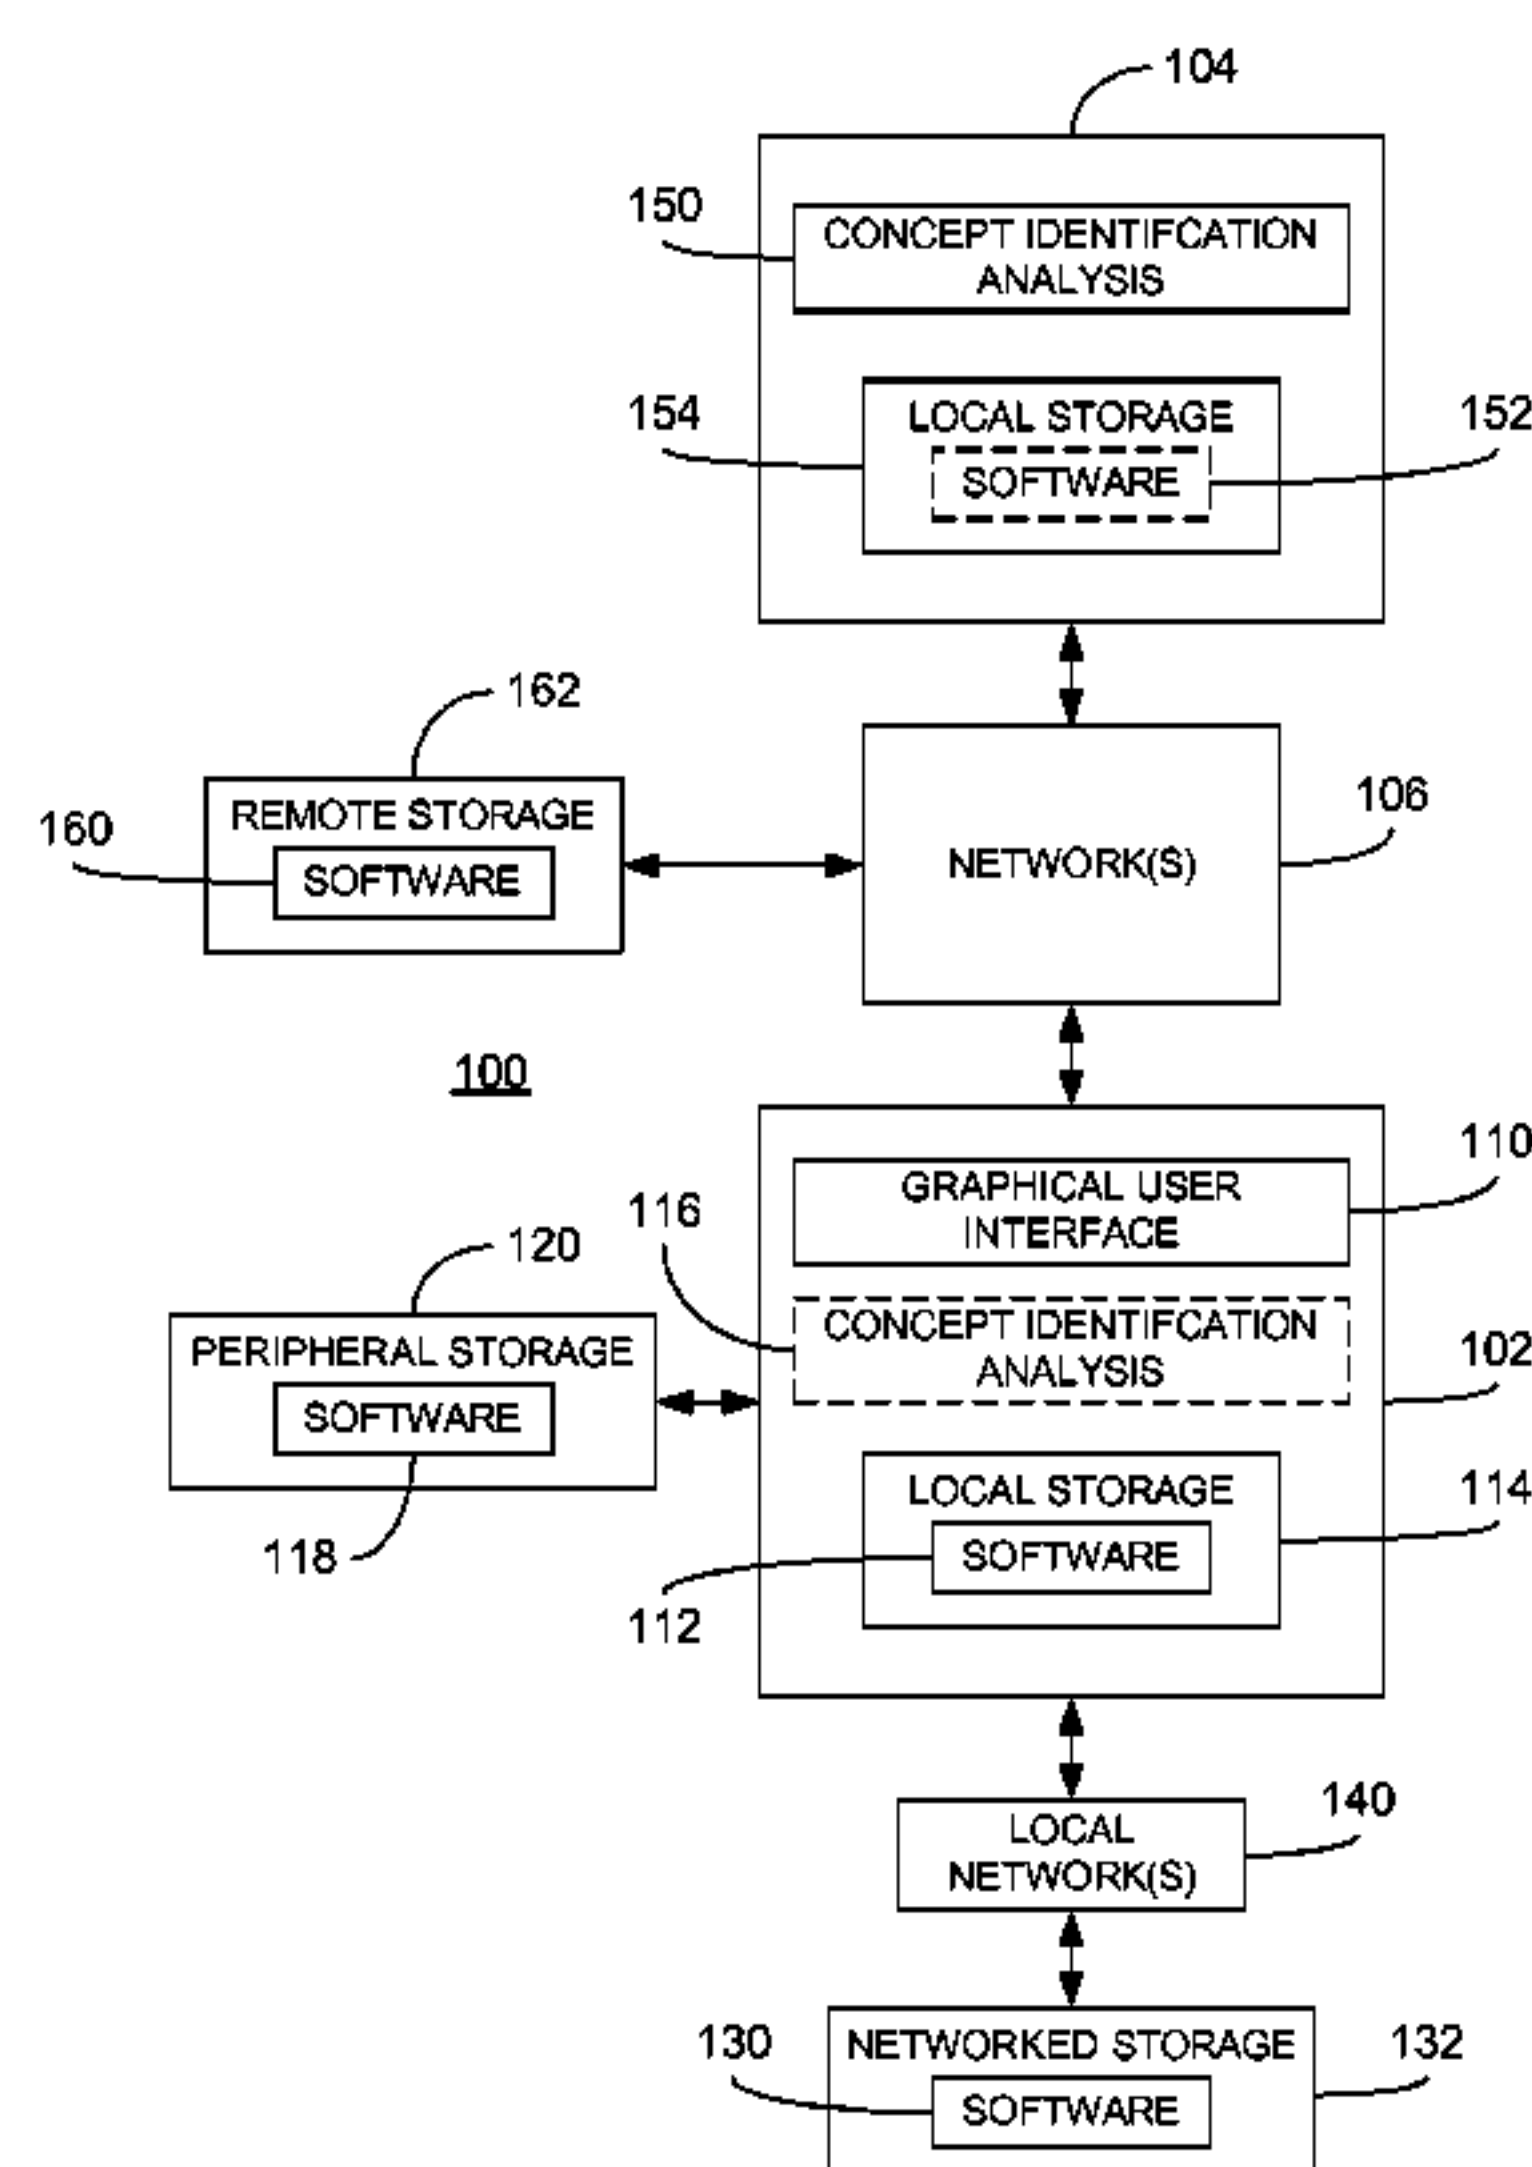 104
150
CONCEPT IDENTIFCATION
ANALYSIS
154
LOCAL STORAGE
152
SOFTWARE
162
REMOTE STORAGE
160
SOFTWARE
106
NETWORK(S)
100
110
GRAPHICAL USER
INTERFACE
116
120
CONCEPT IDENTIFCATION
ANALYSIS
102
PERIPHERAL STORAGE
SOFTWARE
118
LOCAL STORAGE
114
SOFTWARE
112
140
LOCAL
NETWORK(S)
130
NETWORKED STORAGE
132
SOFTWARE